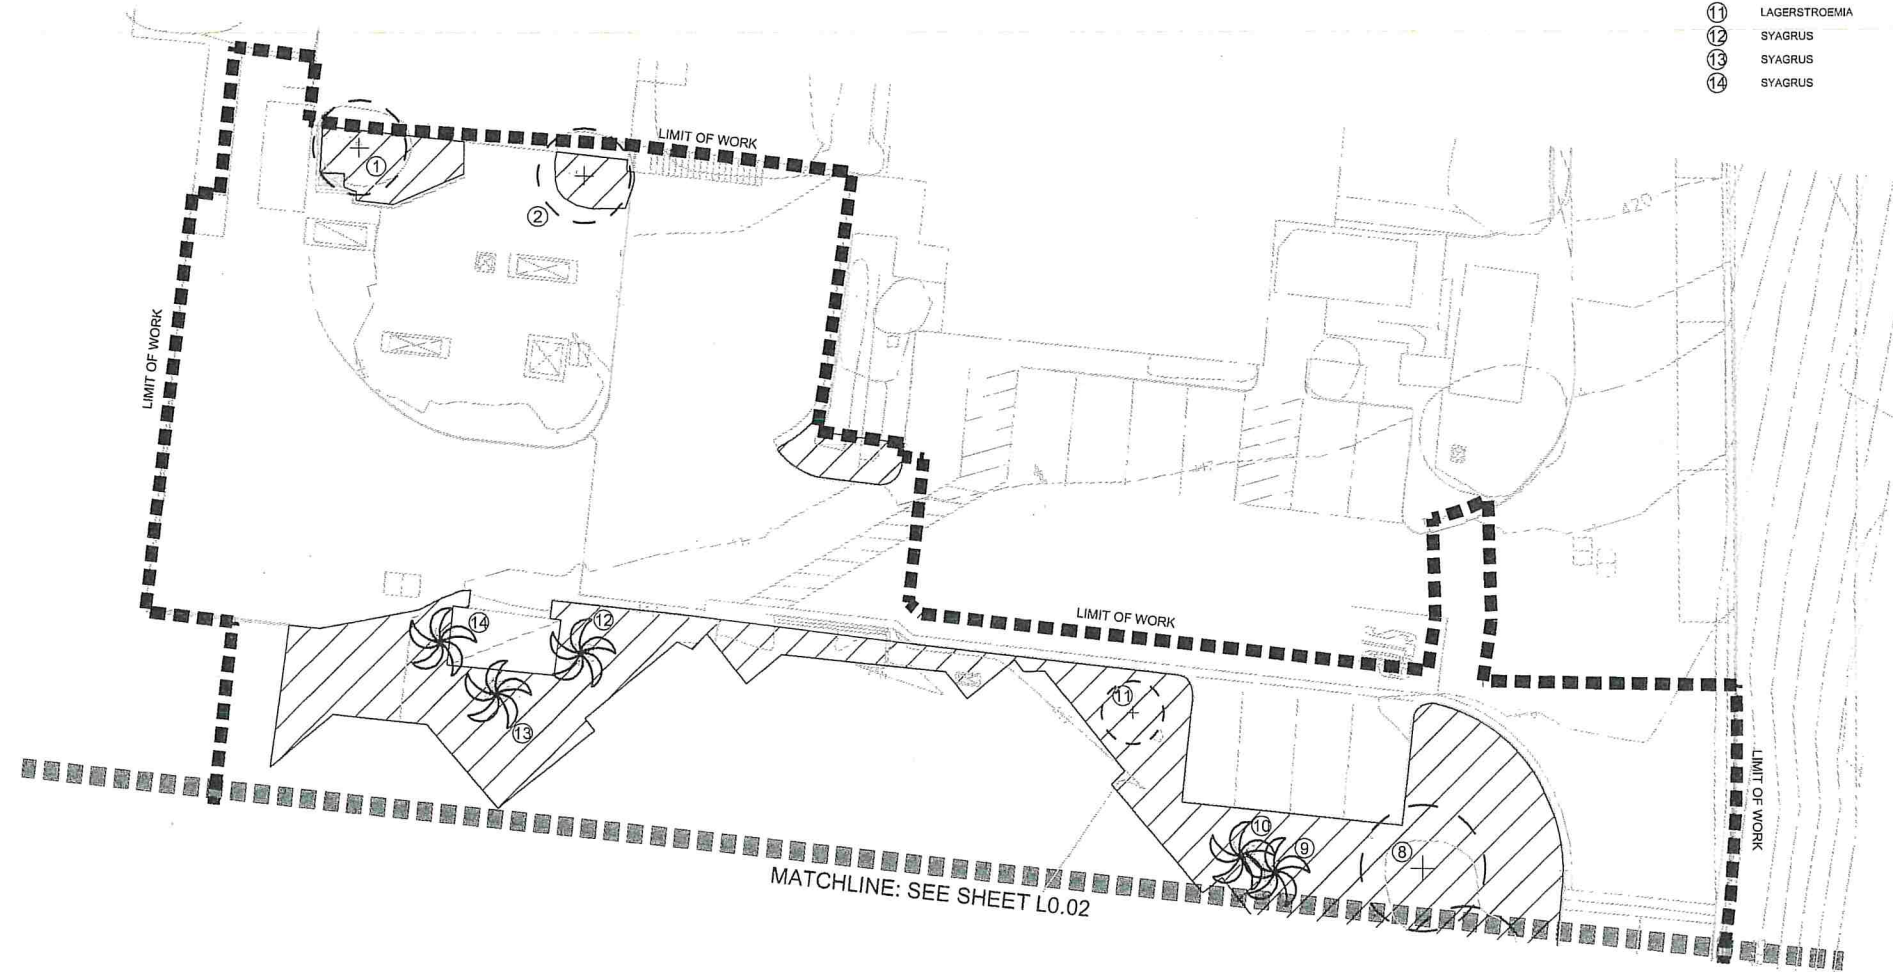 ⑪ LAGERSTROEMIA
⑫ SYAGRUS
⑬ SYAGRUS
⑭ SYAGRUS
LIMIT OF WORK
①
②
420
LIMIT OF WORK
LIMIT OF WORK
⑭
⑫
⑪
⑬
LIMIT OF WORK
⑩
⑨
⑧
MATCHLINE: SEE SHEET L0.02